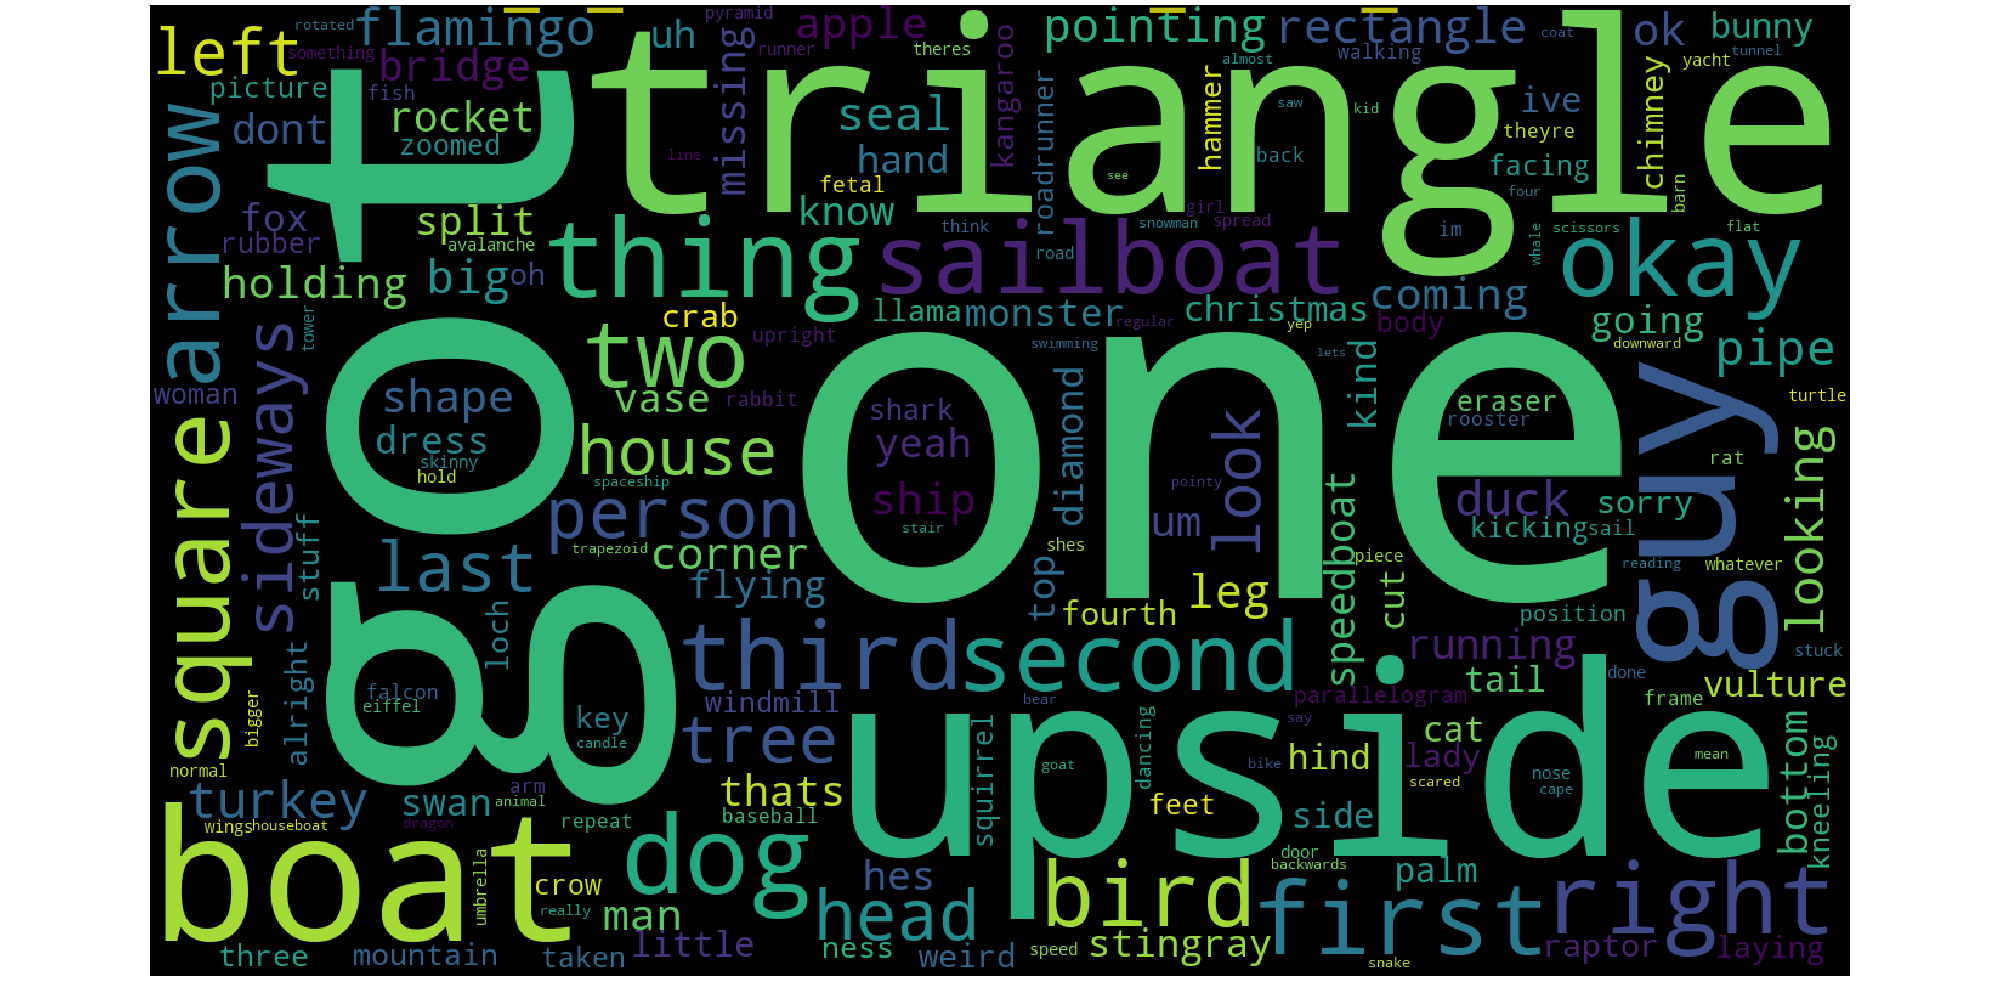 rotated
flamingo
uh
pyramid
apple
pointing
rectangle
coat
ok
bunny
left
something
bridge
runner
theres
kangaroo
almost
walking
tunnel
yacht
picture
fish
missing
triangle
arrow
dont
rocket
zoomed
seal
hand
roadrunner
hammer
saw
kid
ive
theyre
chimney
got
line
back
facing
fetal
see
four
barn
fox
rubber
split
avalanche
know
think
snowman
girl
spread
im
whale
scissors
flat
holding
big
oh
thing
sailboat
road
okay
tower
crab
llama
monster
christmas
coming
going
sideways
two
upright
regular
body
yep
downward
swimming
lets
pipe
woman
shape
vase
rabbit
shark
one
kind
eraser
rooster
guy
turtle
dress
skinny
hold
house
yeah
look
diamond
square
spaceship
ship
pointy
speedboat
duck
rat
looking
person
stair
um
kicking
sail
sorry
stuff
trapezoid
corner
shes
piece
reading
whatever
last
flying
top
fourth
leg
cut
position
loch
third
second
running
done
stuck
alright
falcon
eiffel
key
windmill
bear
parallelogram
tail
frame
vulture
bigger
candle
tree
squirrel
dancing
say
upside
cat
lady
mean
bottom
normal
goat
bike
hind
scared
nose
cape
kneeling
turkey
swan
arm
animal
thats
baseball
feet
side
wings
houseboat
dragon
repeat
boat
dog
door
backwards
umbrella
crow
hes
bird
palm
really
man
head
first
right
three
mountain
taken
little
ness
weird
speed
stingray
snake
raptor
laying